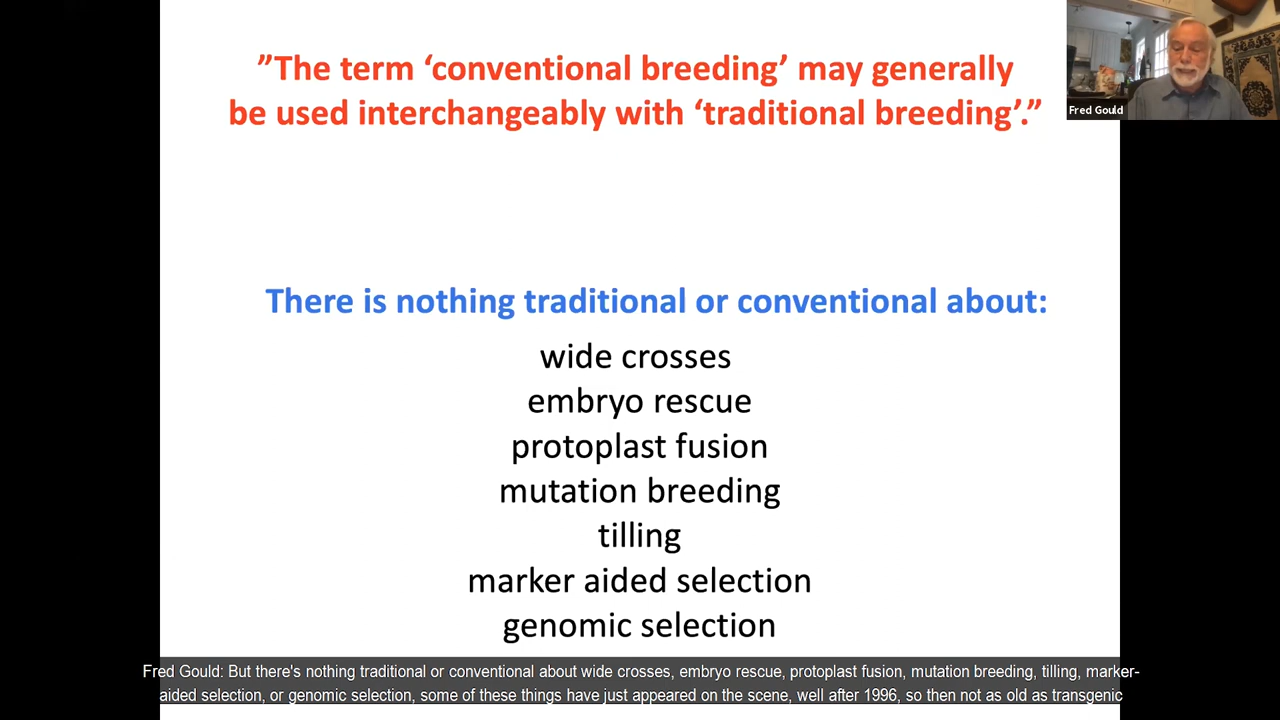 ”The term ‘conventional breeding’ may generally
be used interchangeably with ‘traditional breeding’.”
Fred Gould
There is nothing traditional or conventional about:
wide crosses
embryo rescue
protoplast fusion
mutation breeding
tilling
marker aided selection
genomic selection
Fred Gould: But there's nothing traditional or conventional about wide crosses, embryo rescue, protoplast fusion, mutation breeding, tilling, marker-
aided selection, or genomic selection, some of these things have just appeared on the scene, well after 1996, so then not as old as transgenic